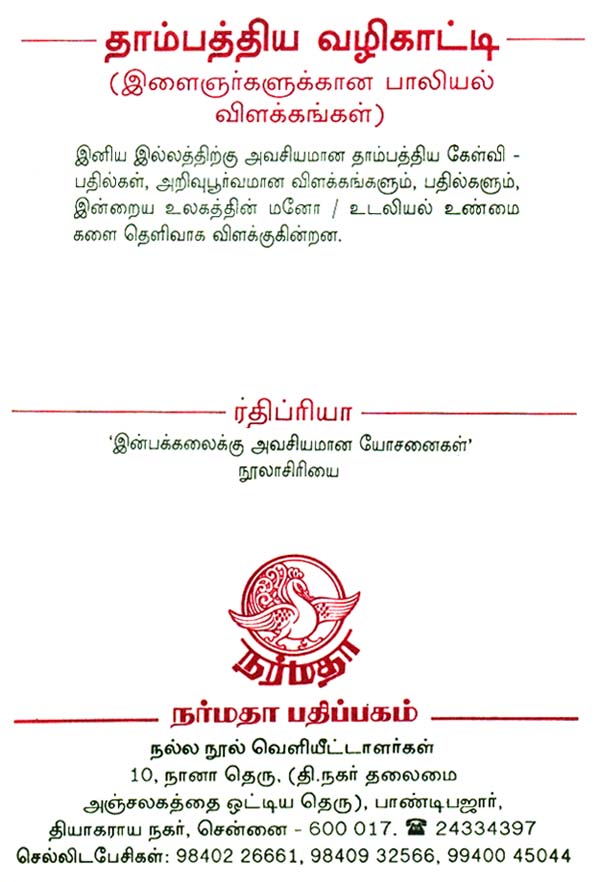 தாம்பத்திய வழிகாட்டி
(இளைஞர்களுக்கான பாலியல்
விளக்கங்கள்)
இனிய இல்லத்திற்கு அவசியமான தாம்பத்திய கேள்வி -
பதில்கள், அறிவுபூர்வமான விளக்கங்களும், பதில்களும்,
இன்றைய உலகத்தின் மனோ / உடலியல் உண்மை
களை தெளிவாக விளக்குகின்றன.
ர்திப்ரியா
'இன்பக்கலைக்கு அவசியமான யோசனைகள்'
நூலாசிரியை
நர்மதா
நர்மதா பதிப்பகம்
நல்ல நூல் வெளியீட்டாளர்கள்
10, நானா தெரு, (தி.நகர் தலைமை
அஞ்சலகத்தை ஒட்டிய தெரு), பாண்டிபஜார்,
தியாகராய நகர், சென்னை - 600 017. ☎ 24334397
செல்லிடபேசிகள்: 98402 26661, 98409 32566, 99400 45044